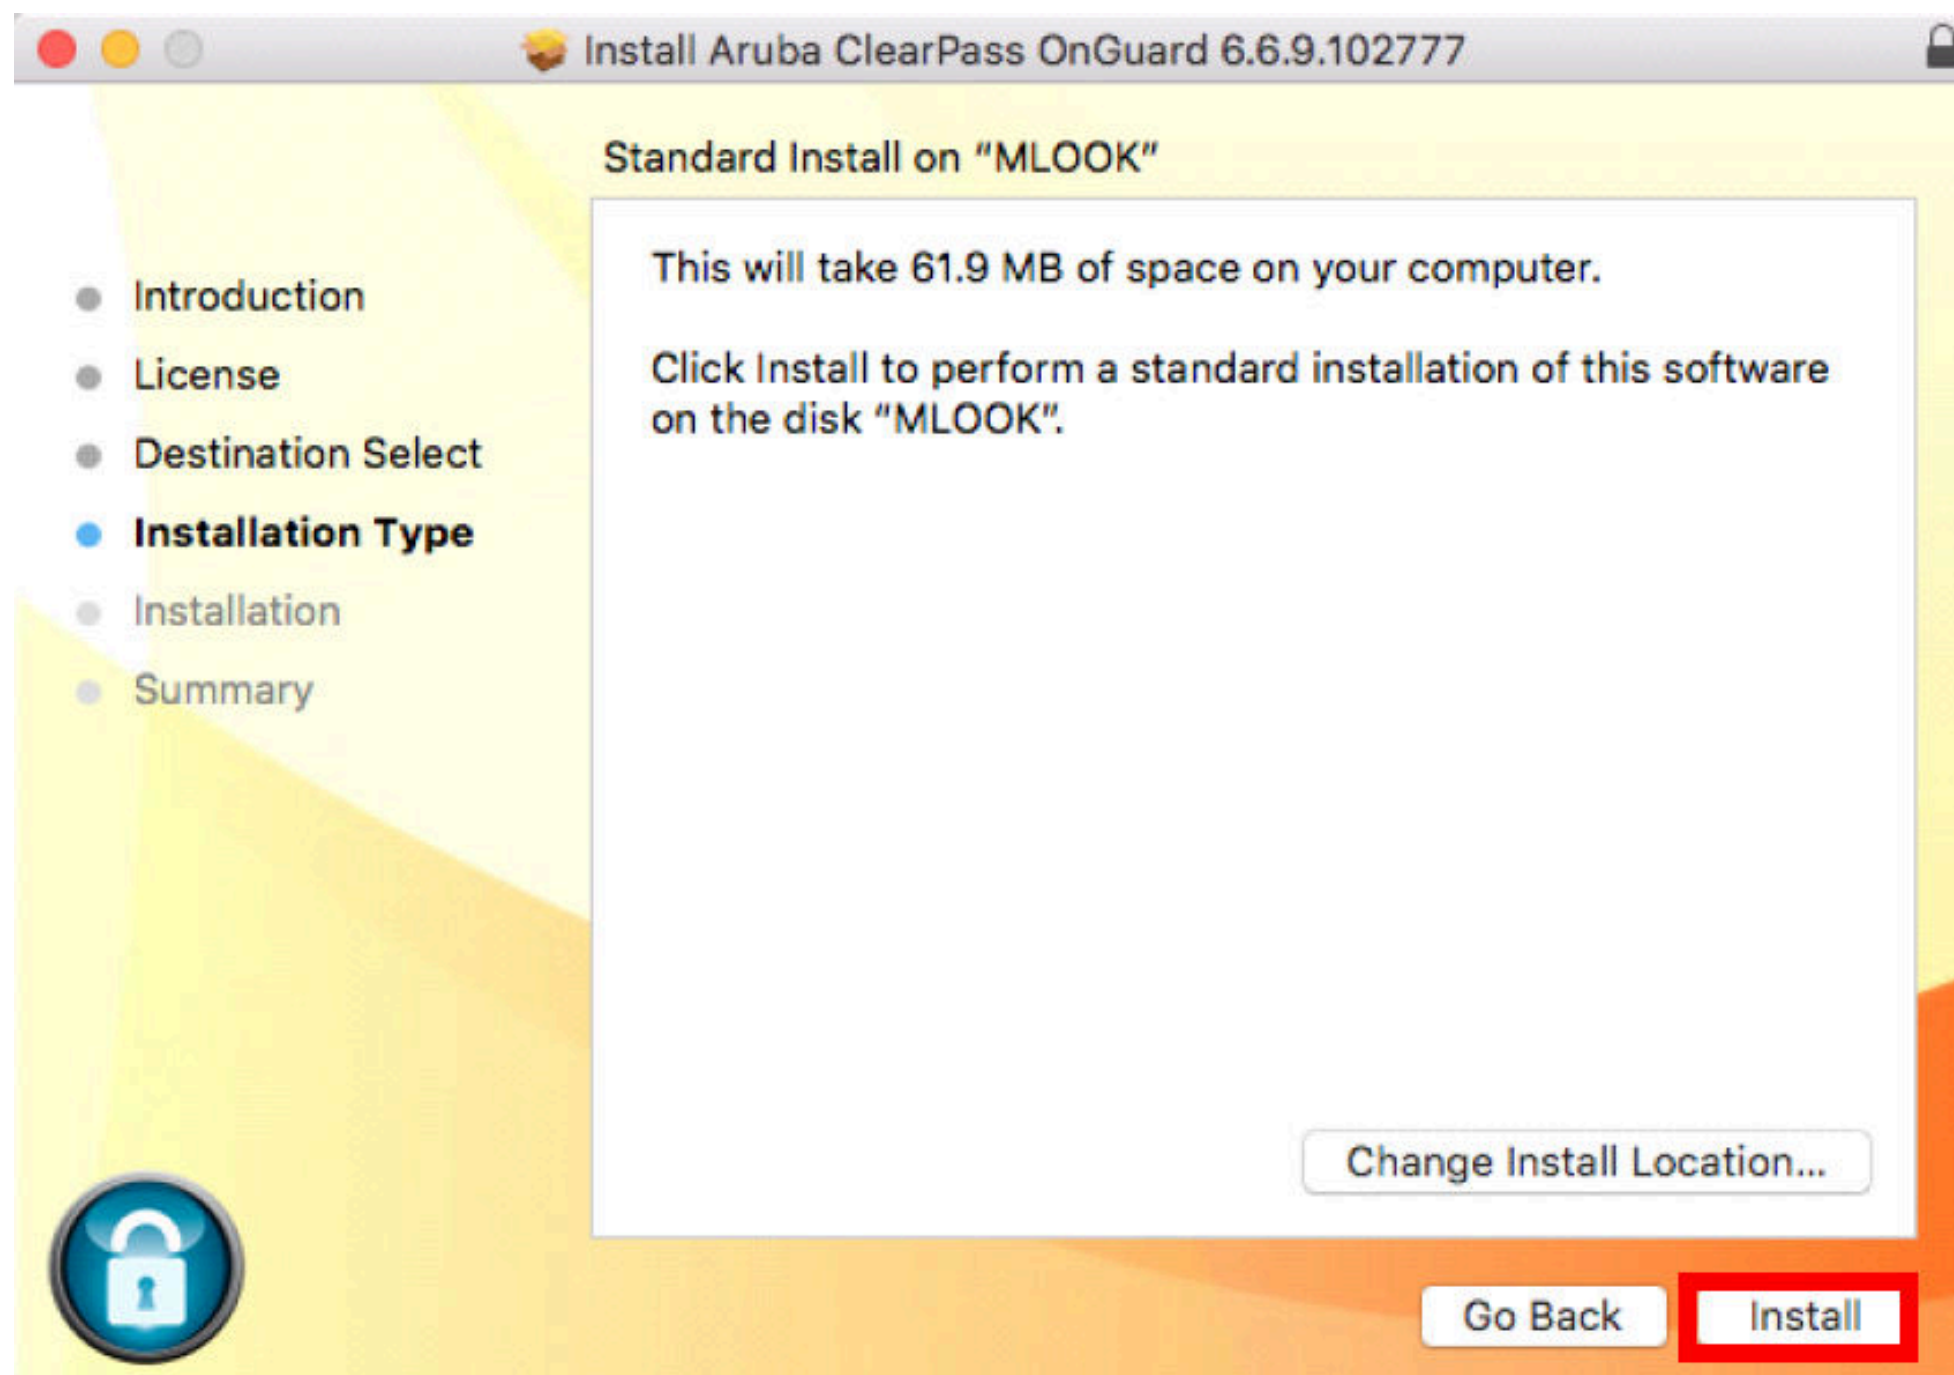 Install Aruba ClearPass OnGuard 6.6.9.102777
Standard Install on “MLOOK”
Introduction
License
Destination Select
Installation Type
Installation
Summary
This will take 61.9 MB of space on your computer.
Click Install to perform a standard installation of this software
on the disk “MLOOK”.
Change Install Location...
Go Back
Install